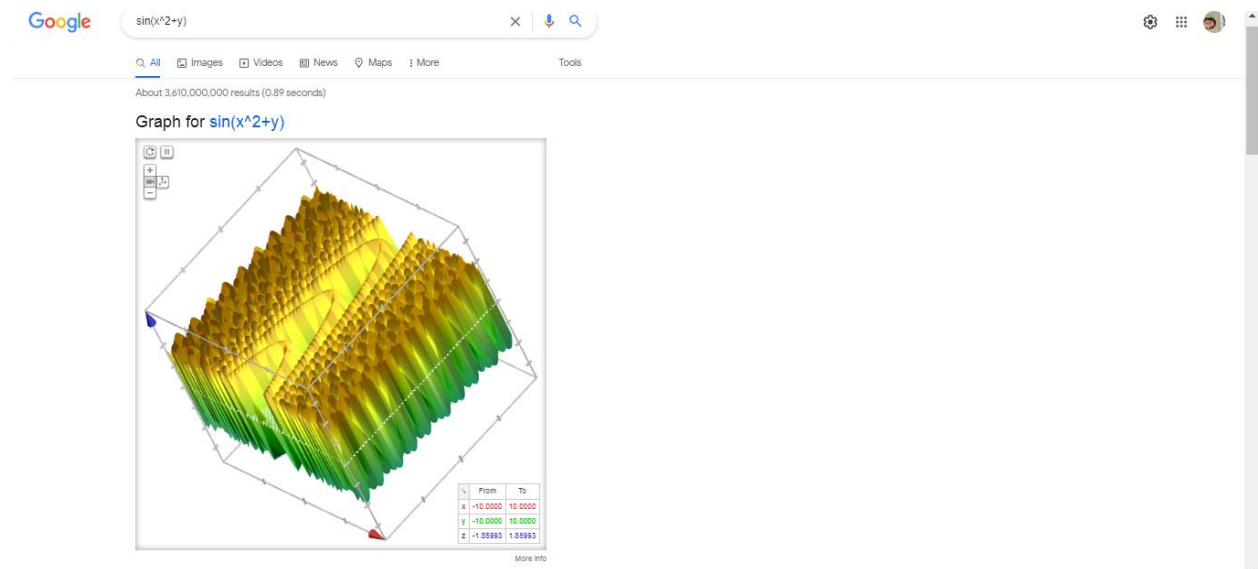 Google
sin(x^2+y)
All Images Videos News Maps More Tools
About 3,610,000,000 results (0.89 seconds)
Graph for sin(x^2+y)
From To
x -10.0000 10.0000
y -10.0000 10.0000
z -1.85993 1.85993
More info